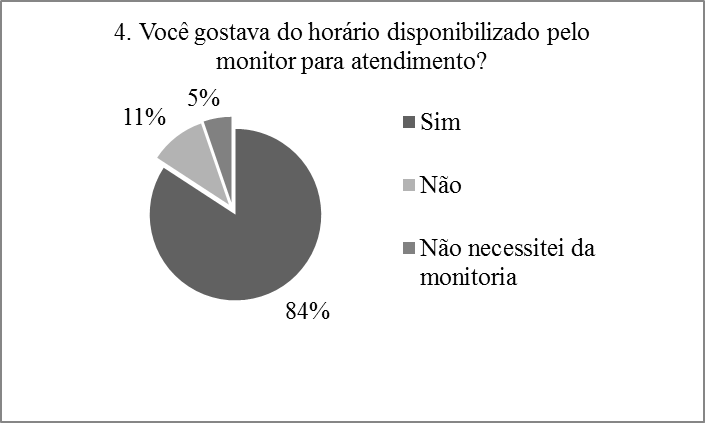 4. Você gostava do horário disponibilizado pelo
monitor para atendimento?
5%
11%
84%
Sim
Não
Não necessitei da
monitoria